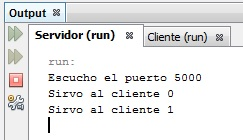 Output
Servidor (run)
Cliente (run)
run:
Escucho el puerto 5000
Sirvo al cliente 0
Sirvo al cliente 1